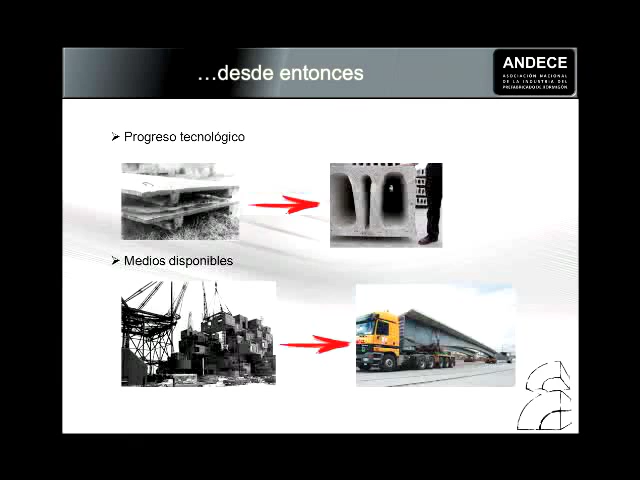 ...desde entonces
ANDECE
ASOCIACIÓN NACIONAL
DE LA INDUSTRIA DEL
PREFABRICADO DE HORMIGÓN
➢ Progreso tecnológico
➢ Medios disponibles